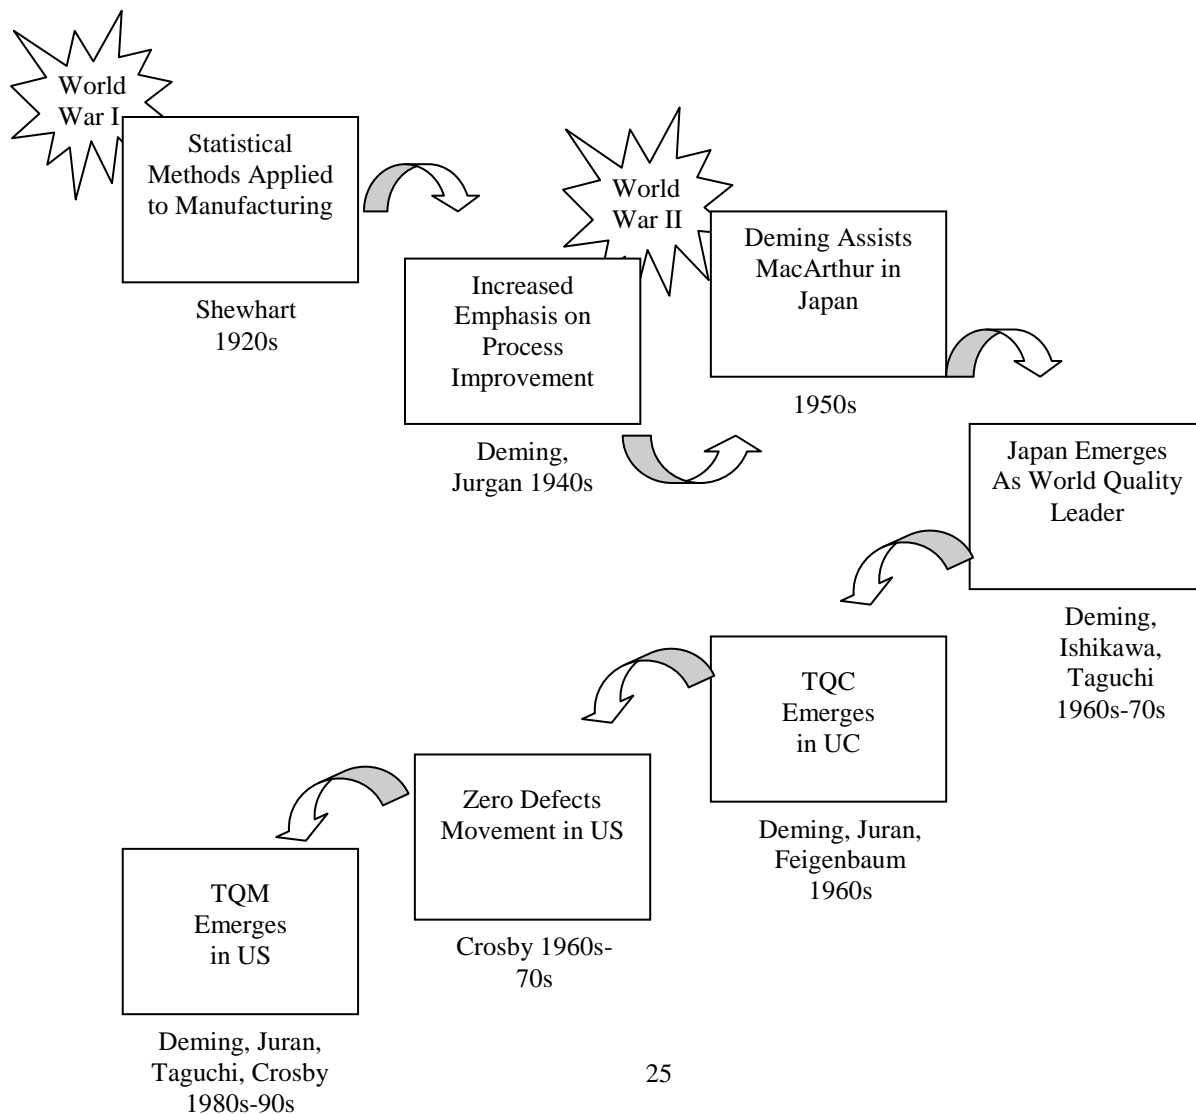 World
War I
Statistical
Methods Applied
to Manufacturing
Shewhart
1920s
Increased
Emphasis on
Process
Improvement
Deming,
Jurgan 1940s
World
War II
Deming Assists
MacArthur in
Japan
1950s
Japan Emerges
As World Quality
Leader
Deming,
Ishikawa,
Taguchi
1960s-70s
TQC
Emerges
in UC
Deming, Juran,
Feigenbaum
1960s
Zero Defects
Movement in US
Crosby 1960s-
70s
TQM
Emerges
in US
Deming, Juran,
Taguchi, Crosby
1980s-90s
25